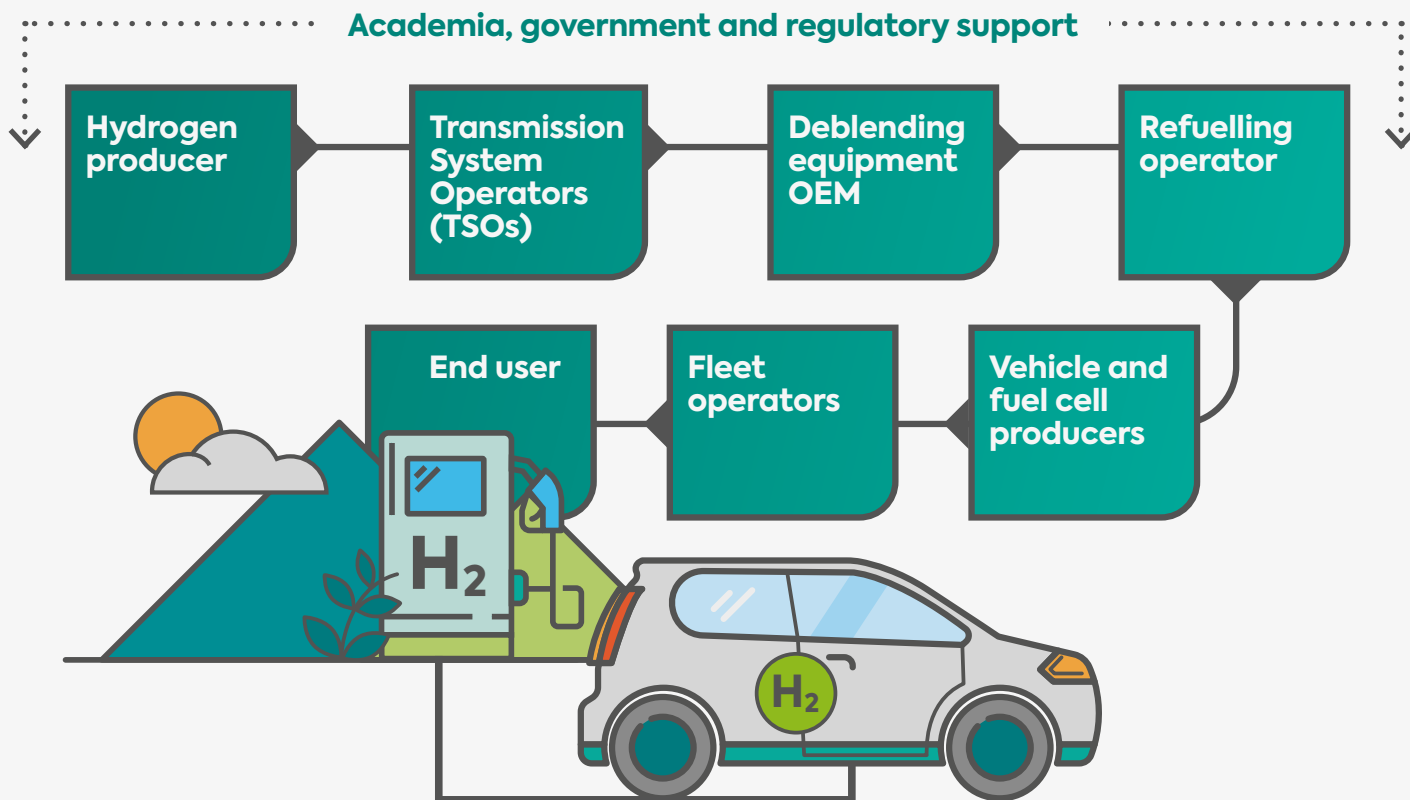 Academia, government and regulatory support
Hydrogen
producer
Transmission
System
Operators
(TSOs)
Deblending
equipment
OEM
Refuelling
operator
End user
Fleet
operators
Vehicle and
fuel cell
producers
H₂
H₂